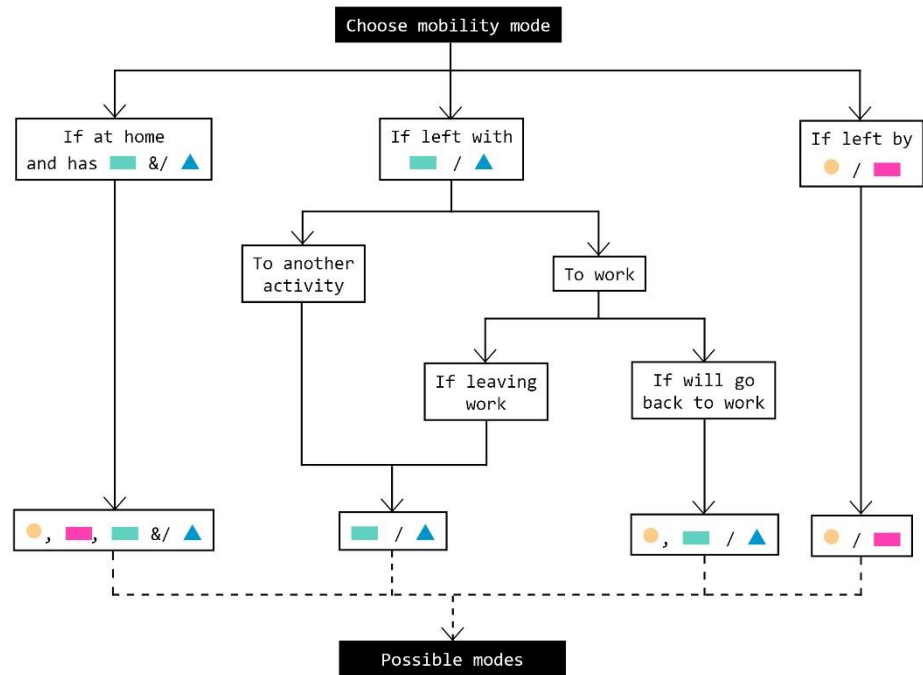 Choose mobility mode
If at home
and has &/
If left with
/
If left by
/
To another
activity
To work
If leaving
work
If will go
back to work
, , &/
/
, /
/
Possible modes